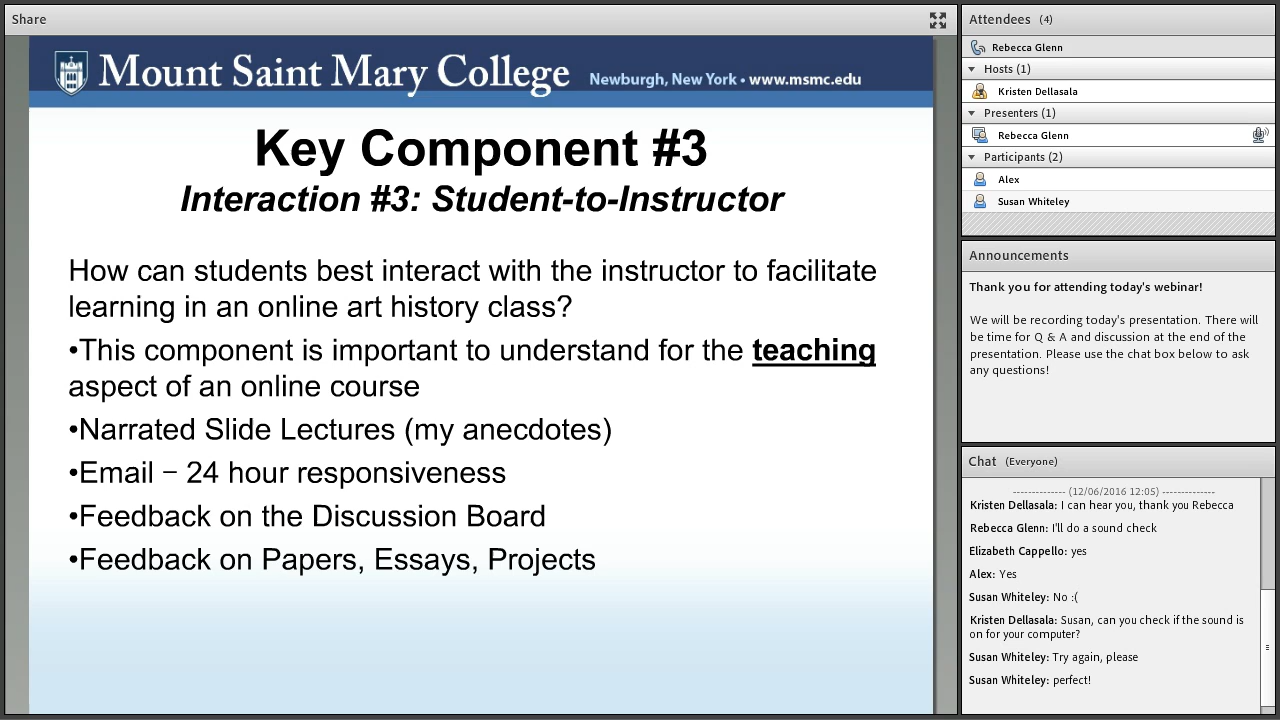 Share
Mount Saint Mary College Newburgh, New York • www.msmc.edu
Key Component #3
Interaction #3: Student-to-Instructor
How can students best interact with the instructor to facilitate
learning in an online art history class?
•This component is important to understand for the teaching
aspect of an online course
•Narrated Slide Lectures (my anecdotes)
•Email – 24 hour responsiveness
•Feedback on the Discussion Board
•Feedback on Papers, Essays, Projects
Attendees (4)
Rebecca Glenn
Hosts (1)
Kristen Dellasala
Presenters (1)
Rebecca Glenn
Participants (2)
Alex
Susan Whiteley
Announcements
Thank you for attending today's webinar!
We will be recording today's presentation. There will
be time for Q & A and discussion at the end of the
presentation. Please use the chat box below to ask
any questions!
Chat (Everyone)
-------------- (12/06/2016 12:05) --------------
Kristen Dellasala: I can hear you, thank you Rebecca
Rebecca Glenn: I'll do a sound check
Elizabeth Cappello: yes
Alex: Yes
Susan Whiteley: No :(
Kristen Dellasala: Susan, can you check if the sound is
on for your computer?
Susan Whiteley: Try again, please
Susan Whiteley: perfect!